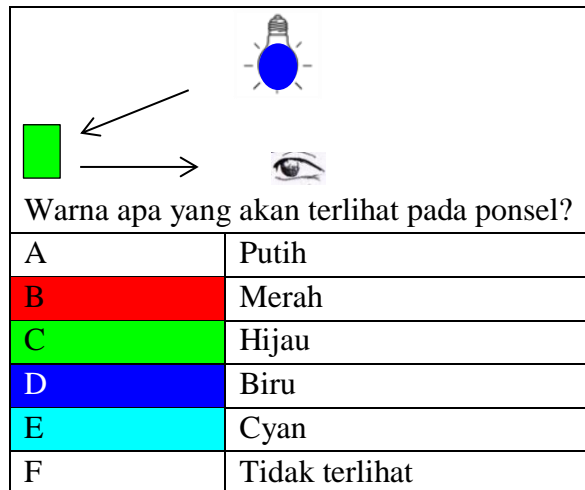 Warna apa yang akan terlihat pada ponsel?
A Putih
B Merah
C Hijau
D Biru
E Cyan
F Tidak terlihat